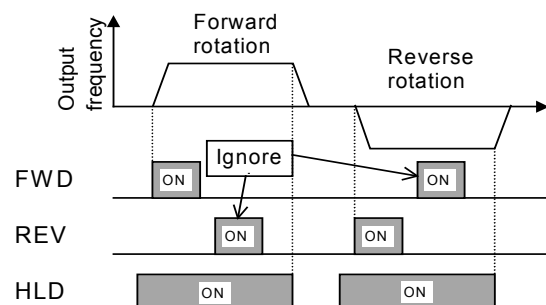 Forward
rotation
Output
frequency
Reverse
rotation
Ignore
FWD
ON
ON
REV
ON
ON
HLD
ON
ON